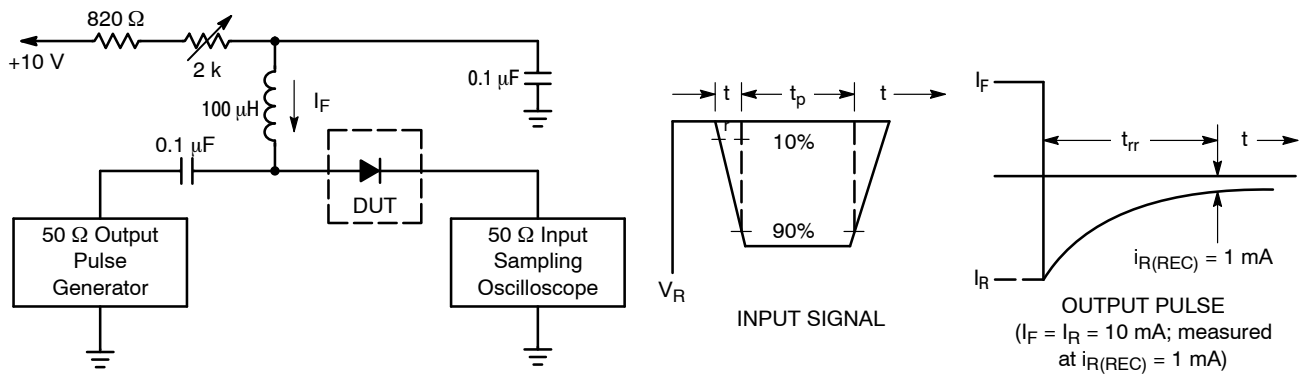 820 Ω
+10 V
2 k
100 μH
I_F
0.1 μF
0.1 μF
DUT
50 Ω Output
Pulse
Generator
50 Ω Input
Sampling
Oscilloscope
t_r
t_p
t
10%
90%
V_R
INPUT SIGNAL
I_F
t_rr
t
i_R(REC) = 1 mA
I_R
OUTPUT PULSE
(I_F = I_R = 10 mA; measured
at i_R(REC) = 1 mA)